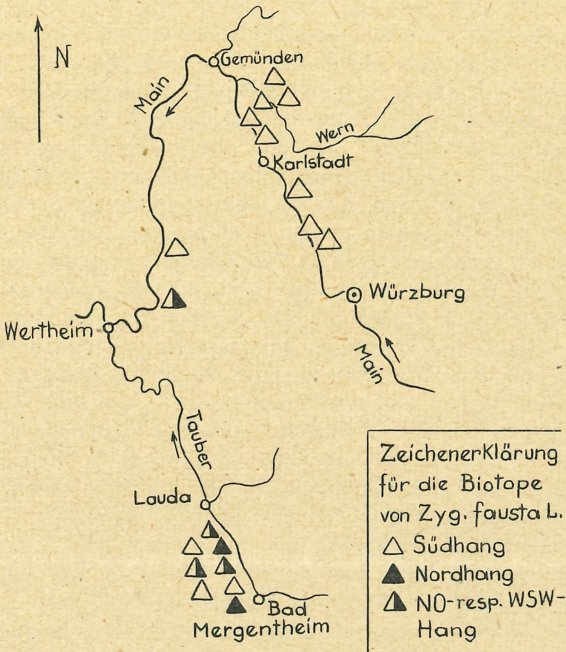 N
Gemünden
Main
Wern
Karlstadt
Würzburg
Wertheim
Main
Tauber
Lauda
Bad
Mergentheim
Zeichenerklärung
für die Biotope
von Zyg. fausta L.
Südhang
Nordhang
NO-resp. WSW-
Hang